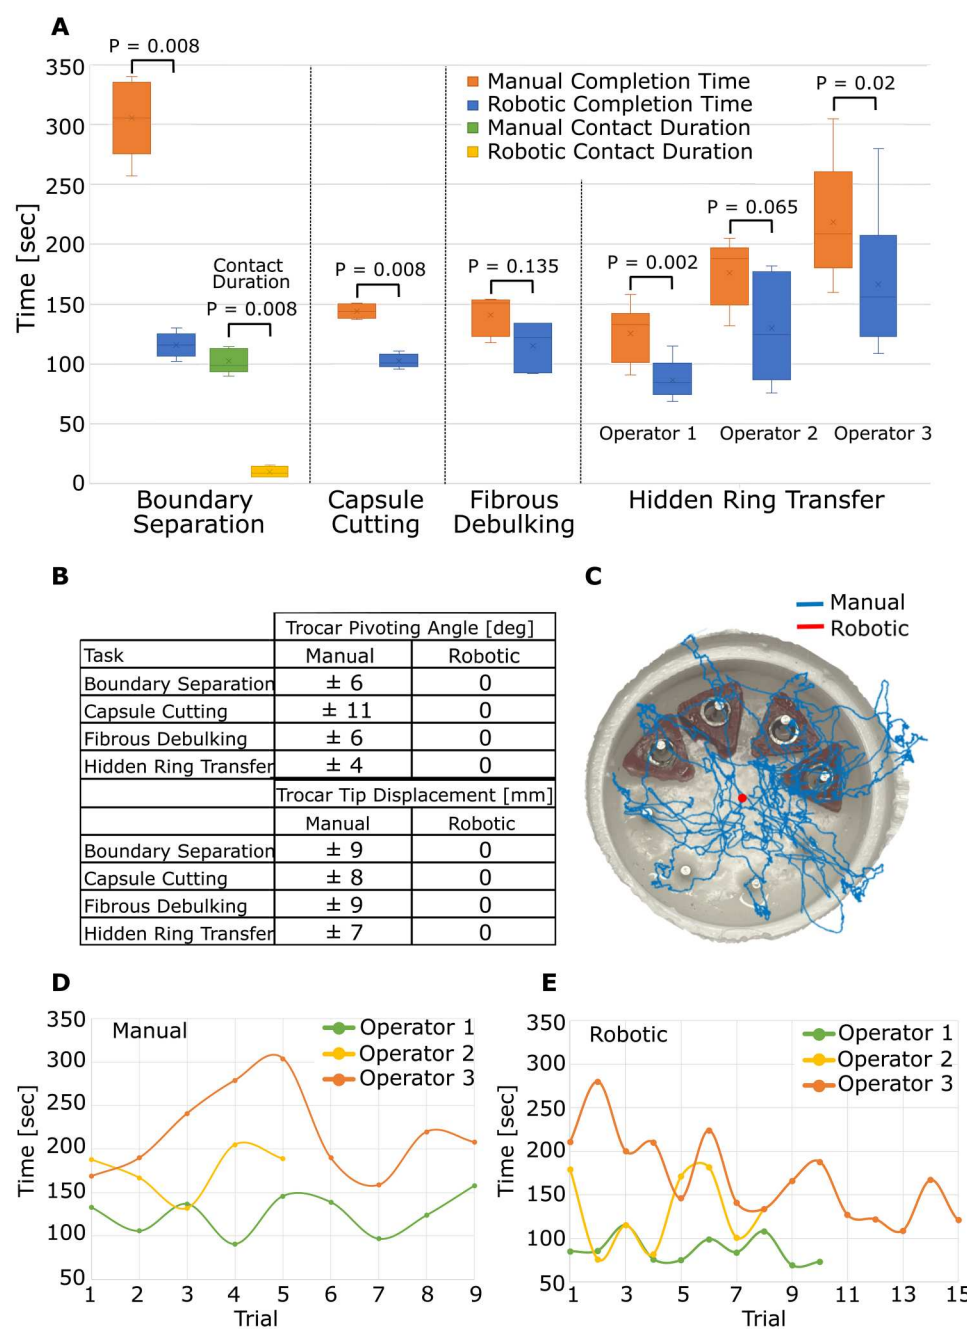 A
P = 0.008
350
300
250
200
150
100
50
0
Time [sec]
Manual Completion Time
Robotic Completion Time
Manual Contact Duration
Robotic Contact Duration
Contact
Duration
P = 0.008
P = 0.008
P = 0.135
P = 0.002
P = 0.065
P = 0.02
Operator 1
Operator 2
Operator 3
Boundary
Separation
Capsule
Cutting
Fibrous
Debulking
Hidden Ring Transfer
B
Trocar Pivoting Angle [deg]
Task Manual Robotic
Boundary Separation ± 6 0
Capsule Cutting ± 11 0
Fibrous Debulking ± 6 0
Hidden Ring Transfer ± 4 0
Trocar Tip Displacement [mm]
Manual Robotic
Boundary Separation ± 9 0
Capsule Cutting ± 8 0
Fibrous Debulking ± 9 0
Hidden Ring Transfer ± 7 0
C
Manual
Robotic
D
Manual
Operator 1
Operator 2
Operator 3
350
300
250
200
150
100
50
Time [sec]
1 2 3 4 5 6 7 8 9
Trial
E
Robotic
Operator 1
Operator 2
Operator 3
350
300
250
200
150
100
50
Time [sec]
1 3 5 7 9 11 13 15
Trial